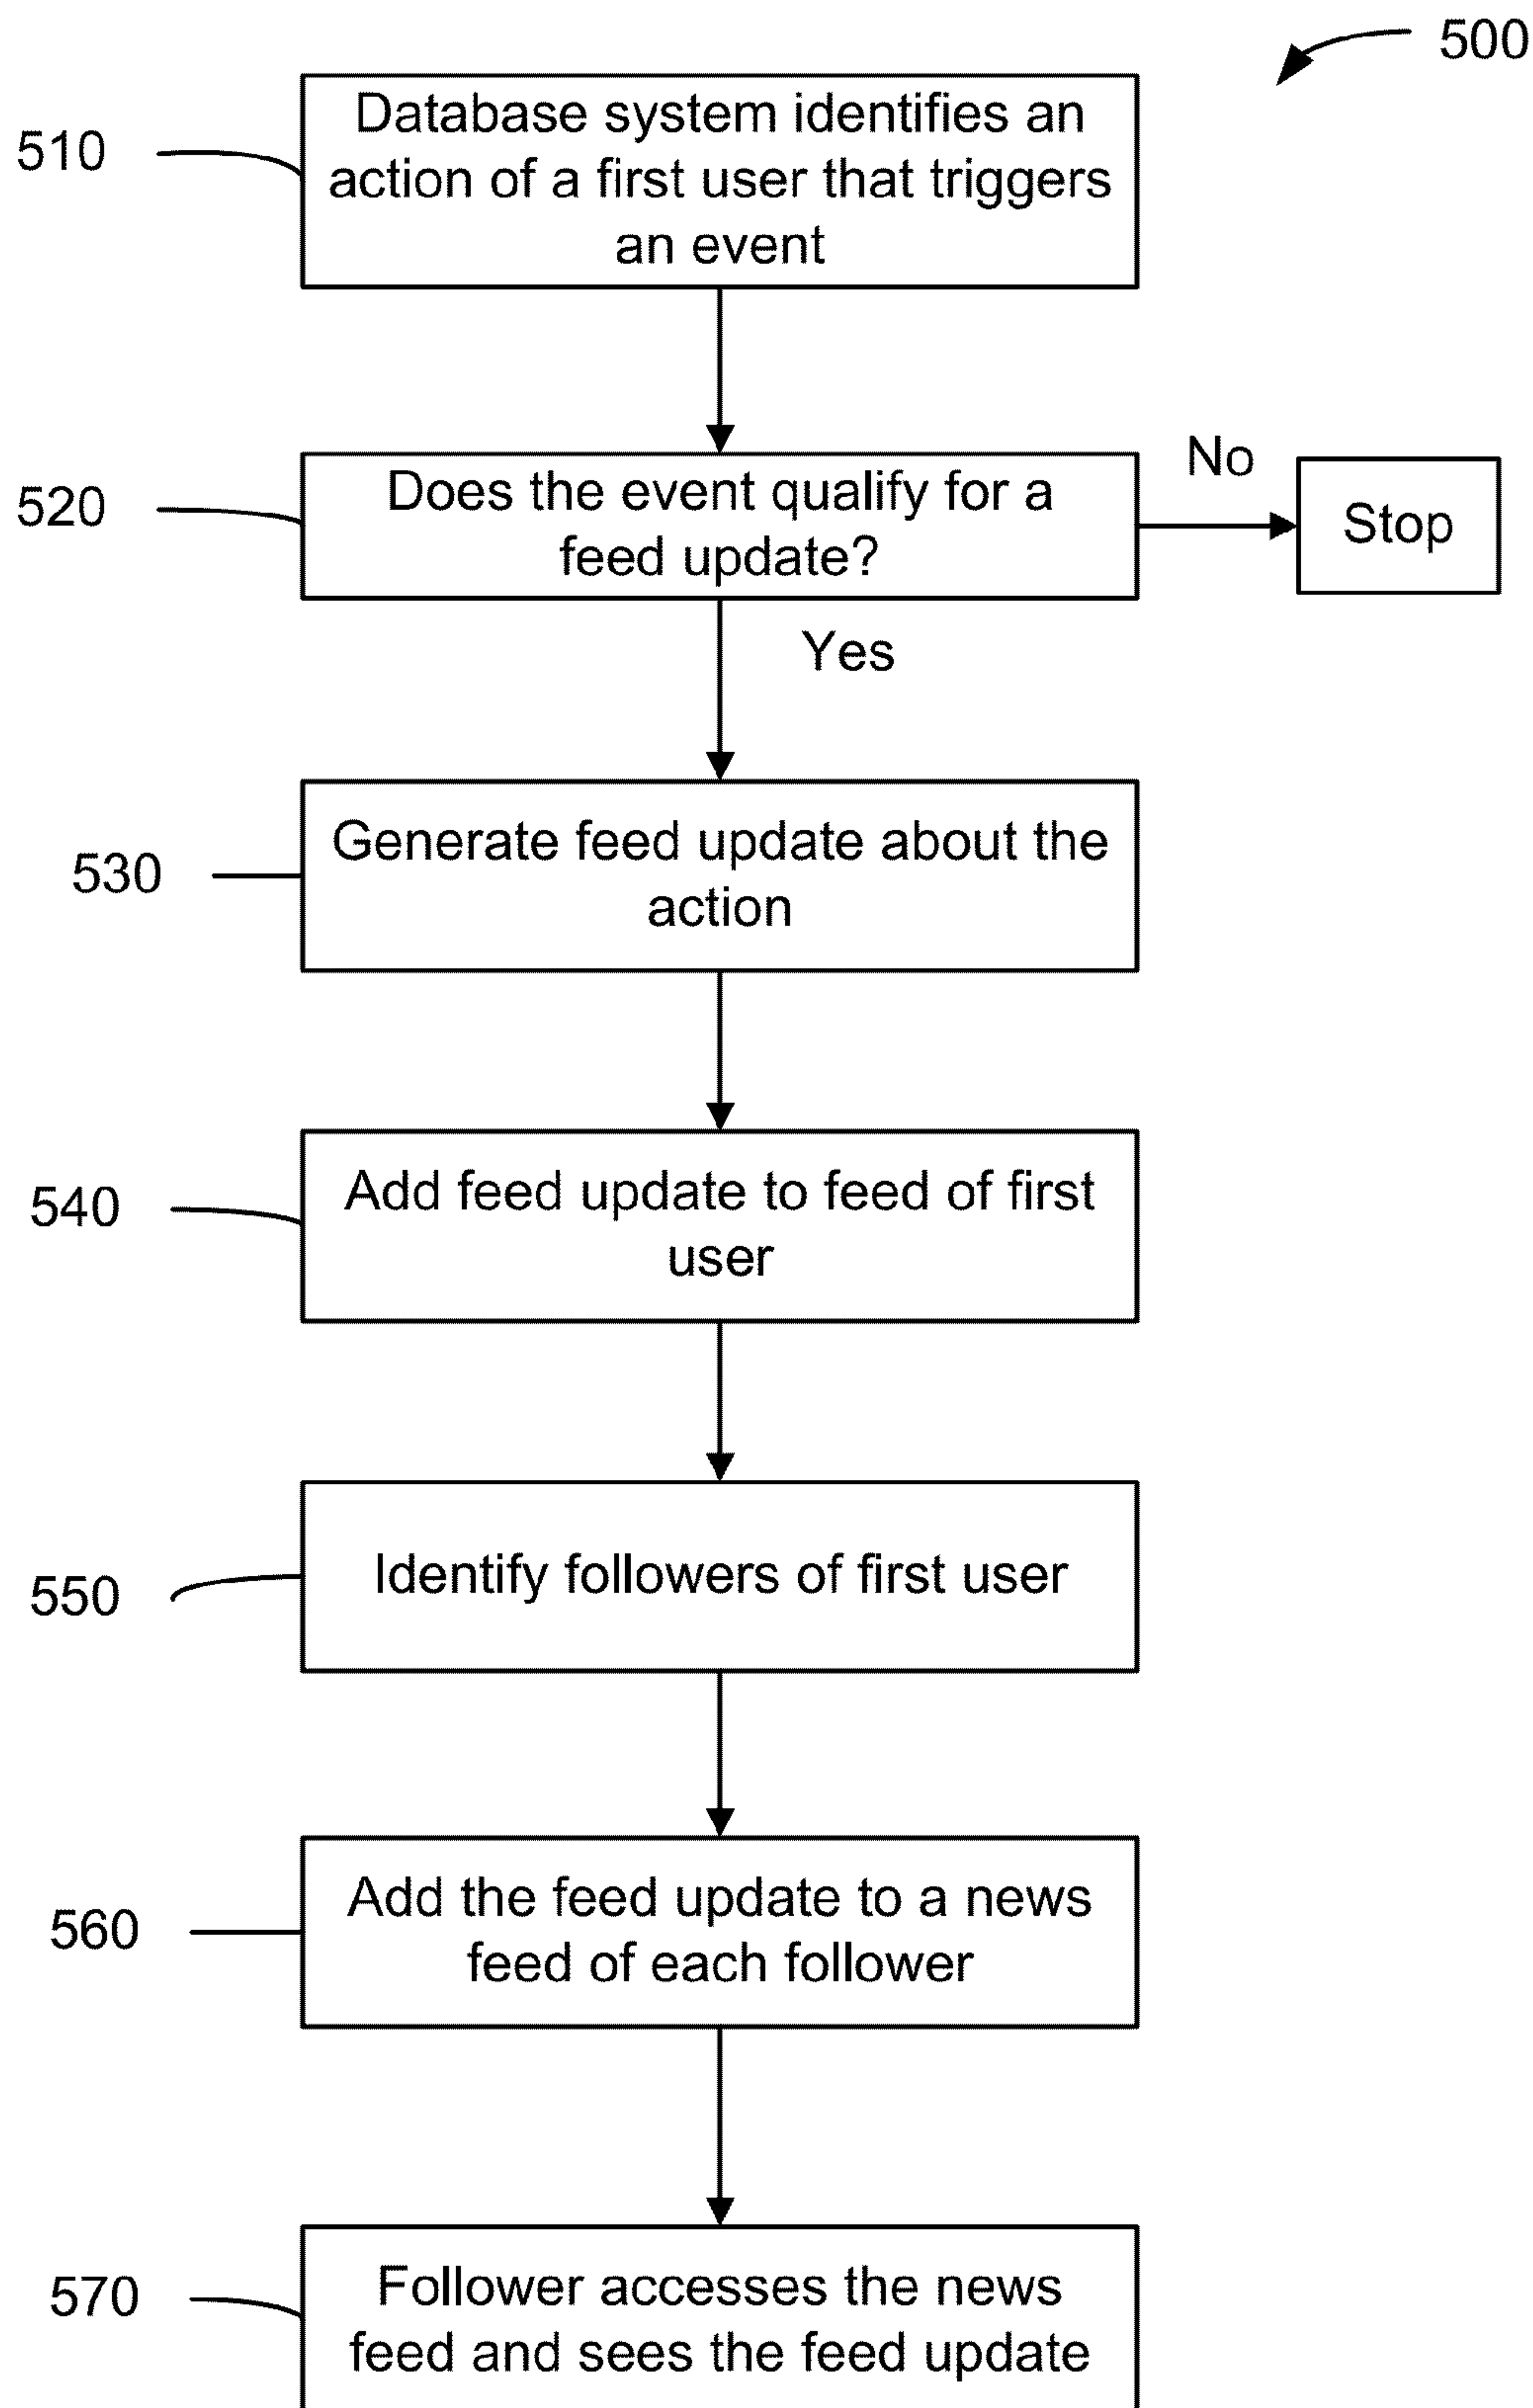 500
510
Database system identifies an
action of a first user that triggers
an event
520
Does the event qualify for a
feed update?
No
Stop
Yes
530
Generate feed update about the
action
540
Add feed update to feed of first
user
550
Identify followers of first user
560
Add the feed update to a news
feed of each follower
570
Follower accesses the news
feed and sees the feed update